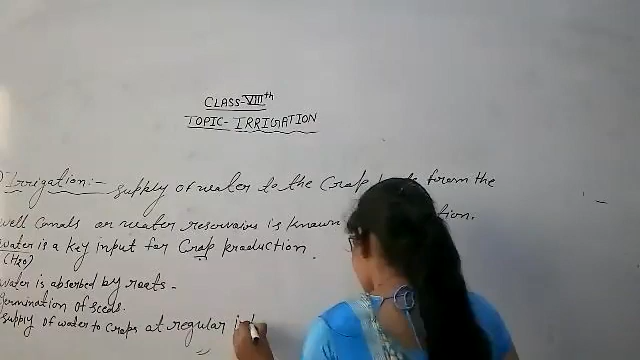 CLASS-VIIIth
TOPIC- IRRIGATION
Irrigation:- Supply of water to the Crop form the
well Canals or water reservoirs is known tion.
water is a key input for Crop production.
(H2O)
water is absorbed by roots -
Germination of seeds.
supply of water to Crops at regular int